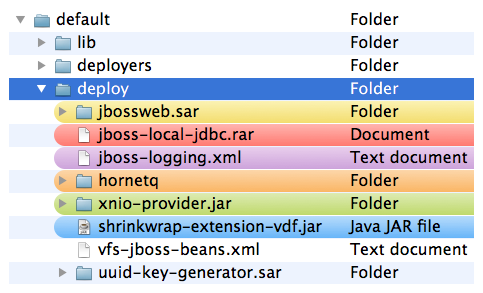 default Folder
lib Folder
deployers Folder
deploy Folder
jbossweb.sar Folder
jboss-local-jdbc.rar Document
jboss-logging.xml Text document
hornetq Folder
xnio-provider.jar Folder
shrinkwrap-extension-vdf.jar Java JAR file
vfs-jboss-beans.xml Text document
uuid-key-generator.sar Folder